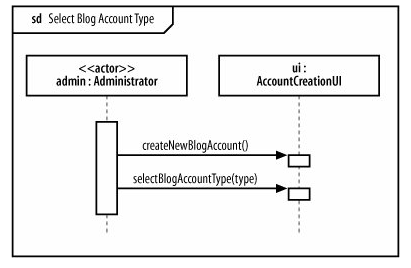 sd Select Blog Account Type
<<actor>>
admin : Administrator
ui :
AccountCreationUI
createNewBlogAccount()
selectBlogAccountType(type)